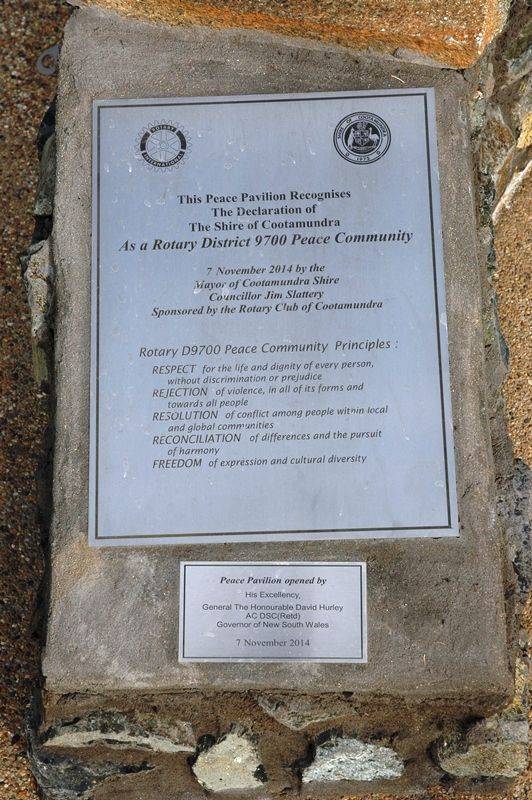 ROTARY
INTERNATIONAL
TOWN OF COOTAMUNDRA
This Peace Pavilion Recognises
The Declaration of
The Shire of Cootamundra
As a Rotary District 9700 Peace Community
7 November 2014 by the
Mayor of Cootamundra Shire
Councillor Jim Slattery
Sponsored by the Rotary Club of Cootamundra
Rotary D9700 Peace Community Principles :
RESPECT for the life and dignity of every person,
without discrimination or prejudice
REJECTION of violence, in all of its forms and
towards all people
RESOLUTION of conflict among people within local
and global communities
RECONCILIATION of differences and the pursuit
of harmony
FREEDOM of expression and cultural diversity
Peace Pavilion opened by
His Excellency,
General The Honourable David Hurley
AC DSC(Retd)
Governor of New South Wales
7 November 2014